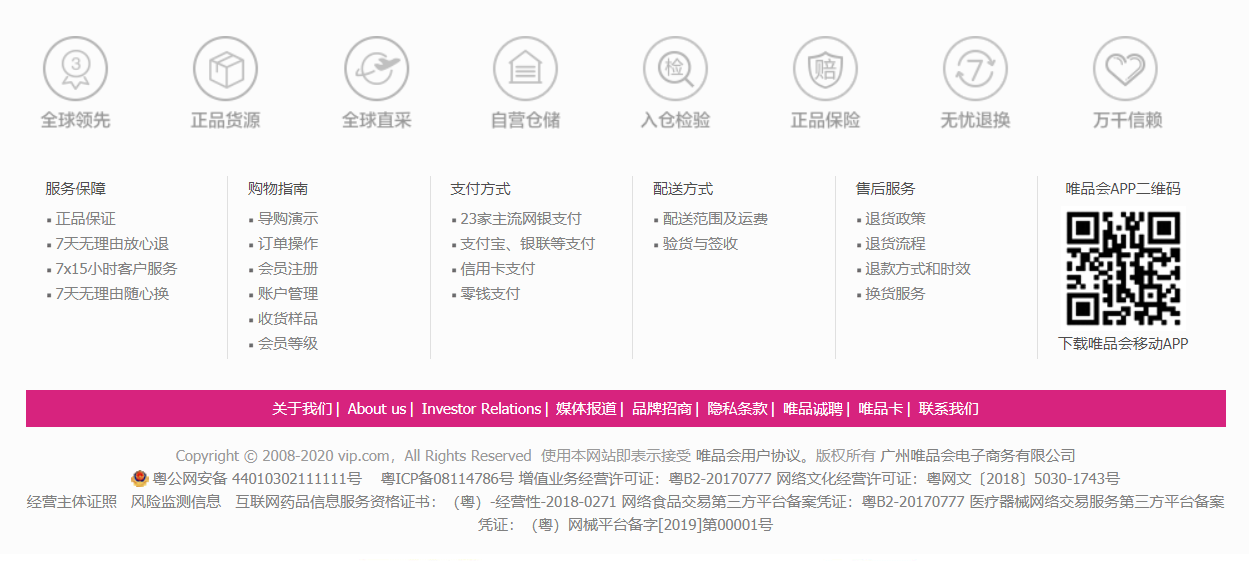 3 检 赔 7
全球领先 正品货源 全球直采 自营仓储 入仓检验 正品保险 无忧退换 万千信赖
服务保障
▪ 正品保证
▪ 7天无理由放心退
▪ 7x15小时客户服务
▪ 7天无理由随心换
购物指南
▪ 导购演示
▪ 订单操作
▪ 会员注册
▪ 账户管理
▪ 收货样品
▪ 会员等级
支付方式
▪ 23家主流网银支付
▪ 支付宝、银联等支付
▪ 信用卡支付
▪ 零钱支付
配送方式
▪ 配送范围及运费
▪ 验货与签收
售后服务
▪ 退货政策
▪ 退货流程
▪ 退款方式和时效
▪ 换货服务
唯品会APP二维码
下载唯品会移动APP
关于我们 | About us | Investor Relations | 媒体报道 | 品牌招商 | 隐私条款 | 唯品诚聘 | 唯品卡 | 联系我们
Copyright © 2008-2020 vip.com，All Rights Reserved 使用本网站即表示接受 唯品会用户协议。版权所有 广州唯品会电子商务有限公司
粤公网安备 44010302111111号 粤ICP备08114786号 增值业务经营许可证：粤B2-20170777 网络文化经营许可证：粤网文〔2018〕5030-1743号
经营主体证照 风险监测信息 互联网药品信息服务资格证书：（粤）-经营性-2018-0271 网络食品交易第三方平台备案凭证：粤B2-20170777 医疗器械网络交易服务第三方平台备案
凭证：（粤）网械平台备字[2019]第00001号